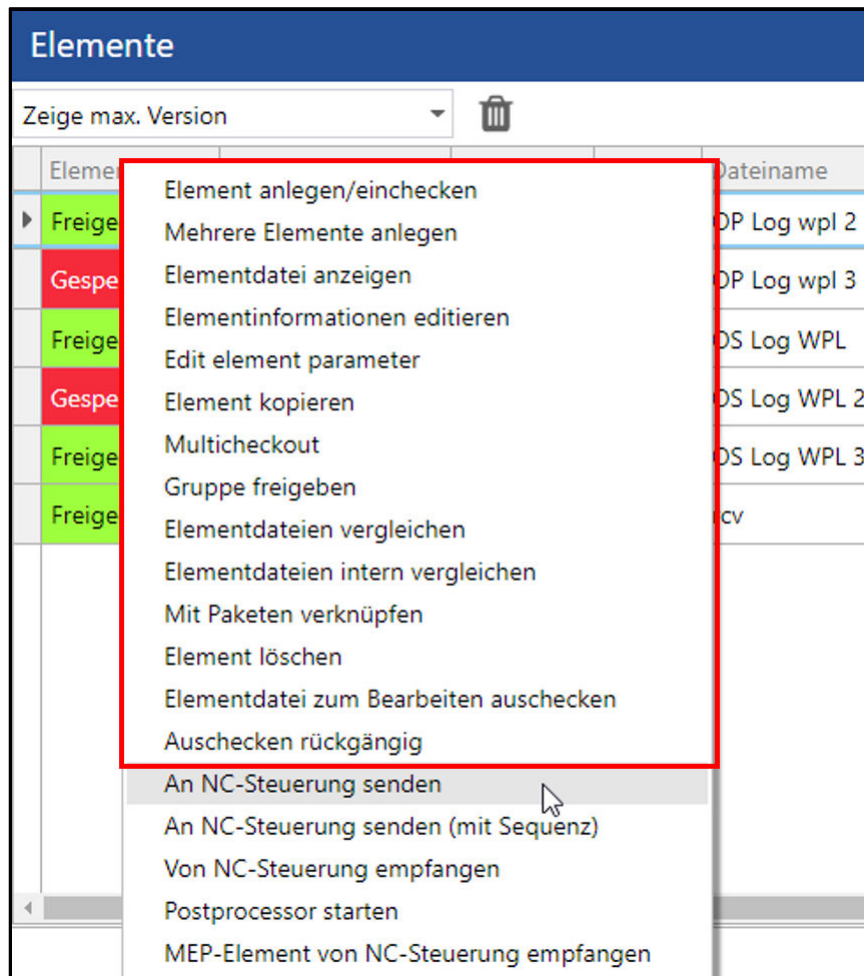 Elemente
Zeige max. Version
Elemen Dateiname
Freige OP Log wpl 2
Gespe OP Log wpl 3
Freige OS Log WPL
Gespe OS Log WPL 2
Freige OS Log WPL 3
Freige rcv
Element anlegen/einchecken
Mehrere Elemente anlegen
Elementdatei anzeigen
Elementinformationen editieren
Edit element parameter
Element kopieren
Multicheckout
Gruppe freigeben
Elementdateien vergleichen
Elementdateien intern vergleichen
Mit Paketen verknüpfen
Element löschen
Elementdatei zum Bearbeiten auschecken
Auschecken rückgängig
An NC-Steuerung senden
An NC-Steuerung senden (mit Sequenz)
Von NC-Steuerung empfangen
Postprocessor starten
MEP-Element von NC-Steuerung empfangen